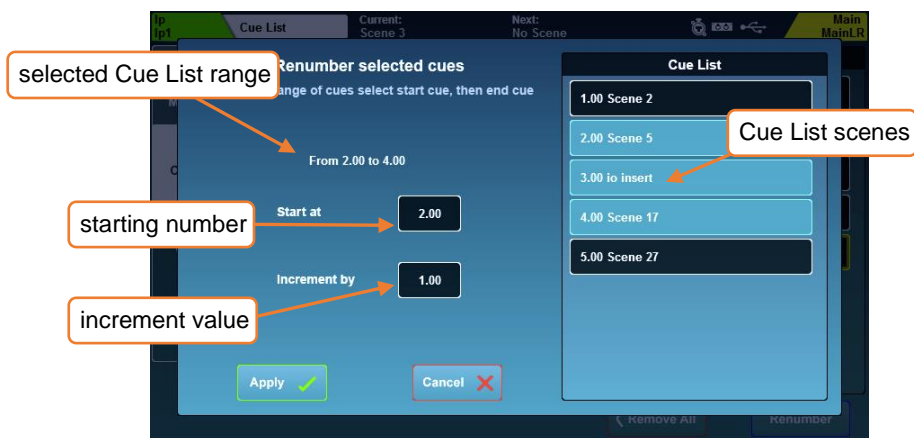 Ip
Ip1
Cue List
Current:
Scene 3
Next:
No Scene
Main
MainLR
selected Cue List range
Renumber selected cues
ange of cues select start cue, then end cue
From 2.00 to 4.00
starting number
Start at
2.00
increment value
Increment by
1.00
Apply
Cancel
Cue List
1.00 Scene 2
2.00 Scene 5
Cue List scenes
3.00 io insert
4.00 Scene 17
5.00 Scene 27
Remove All
Renumber